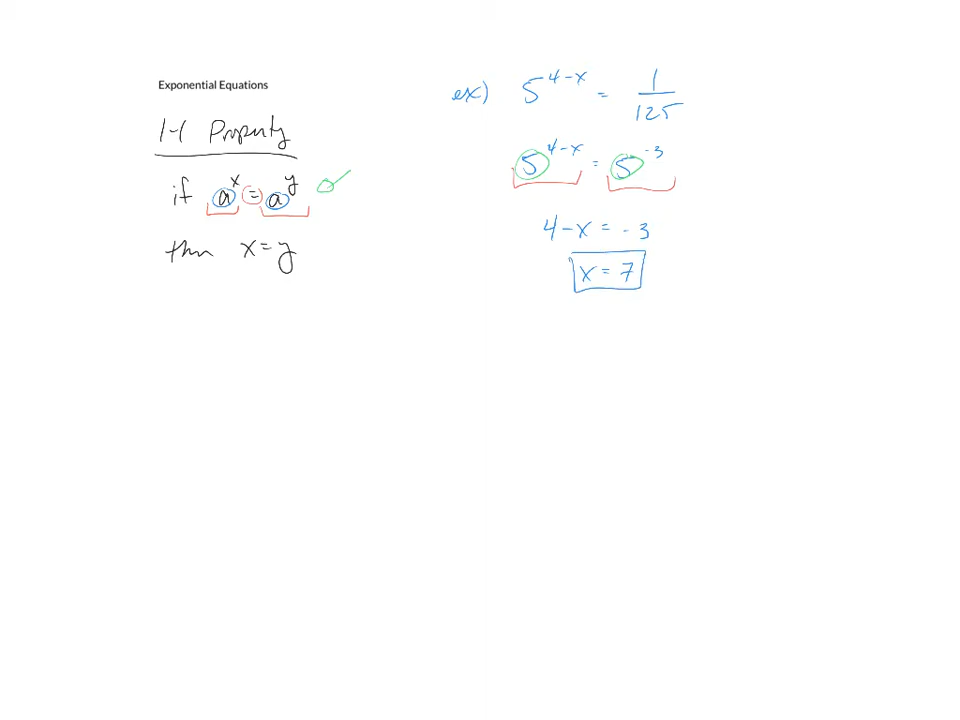 Exponential Equations
1-1 Property
if a^x = a^y
then x = y
ex) 5^(4-x) = 1/125
5^(4-x) = 5^(-3)
4-x = -3
x = 7